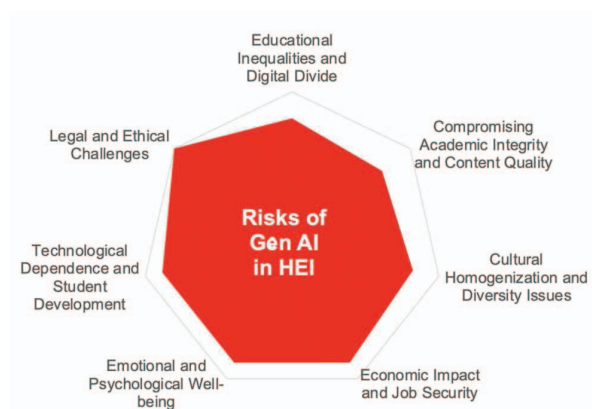 Educational
Inequalities and
Digital Divide
Compromising
Academic Integrity
and Content Quality
Cultural
Homogenization and
Diversity Issues
Economic Impact
and Job Security
Emotional and
Psychological Well-
being
Technological
Dependence and
Student
Development
Legal and Ethical
Challenges
Risks of
Gen AI
in HEI